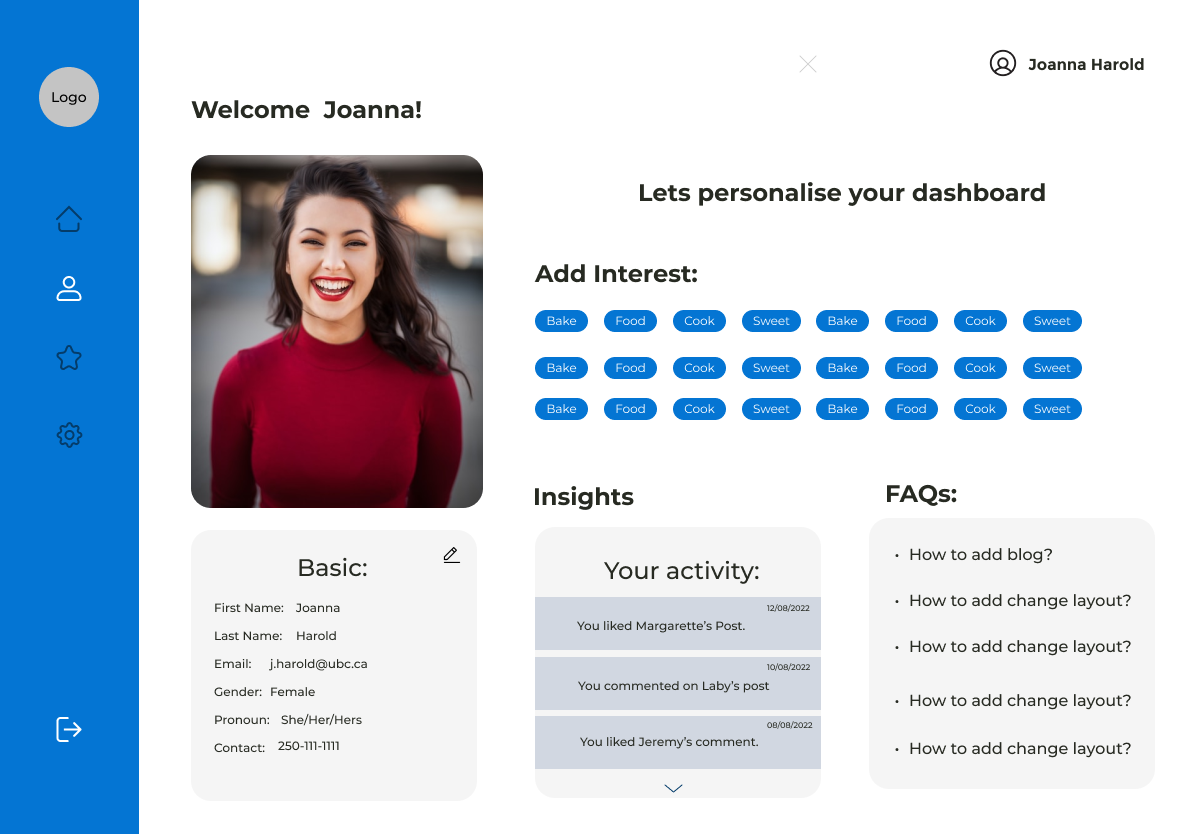 Logo
Joanna Harold
Welcome  Joanna!
Lets personalise your dashboard
Add Interest:
Bake Food Cook Sweet Bake Food Cook Sweet
Bake Food Cook Sweet Bake Food Cook Sweet
Bake Food Cook Sweet Bake Food Cook Sweet
Basic:
First Name: Joanna
Last Name: Harold
Email: j.harold@ubc.ca
Gender: Female
Pronoun: She/Her/Hers
Contact: 250-111-1111
Insights
Your activity:
12/08/2022
You liked Margarette’s Post.
10/08/2022
You commented on Laby’s post
08/08/2022
You liked Jeremy’s comment.
FAQs:
• How to add blog?
• How to add change layout?
• How to add change layout?
• How to add change layout?
• How to add change layout?